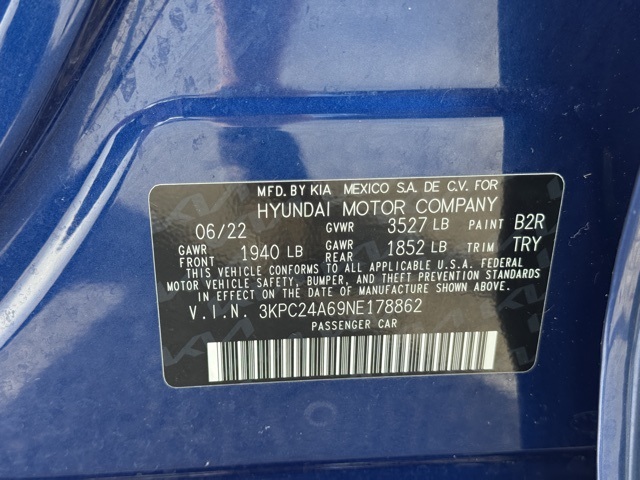 MFD. BY KIA MEXICO S.A. DE C.V. FOR
HYUNDAI MOTOR COMPANY
06/22 GVWR 3527 LB PAINT B2R
GAWR FRONT 1940 LB GAWR REAR 1852 LB TRIM TRY
THIS VEHICLE CONFORMS TO ALL APPLICABLE U.S.A. FEDERAL
MOTOR VEHICLE SAFETY, BUMPER, AND THEFT PREVENTION STANDARDS
IN EFFECT ON THE DATE OF MANUFACTURE SHOWN ABOVE.
V.I.N. 3KPC24A69NE178862
PASSENGER CAR